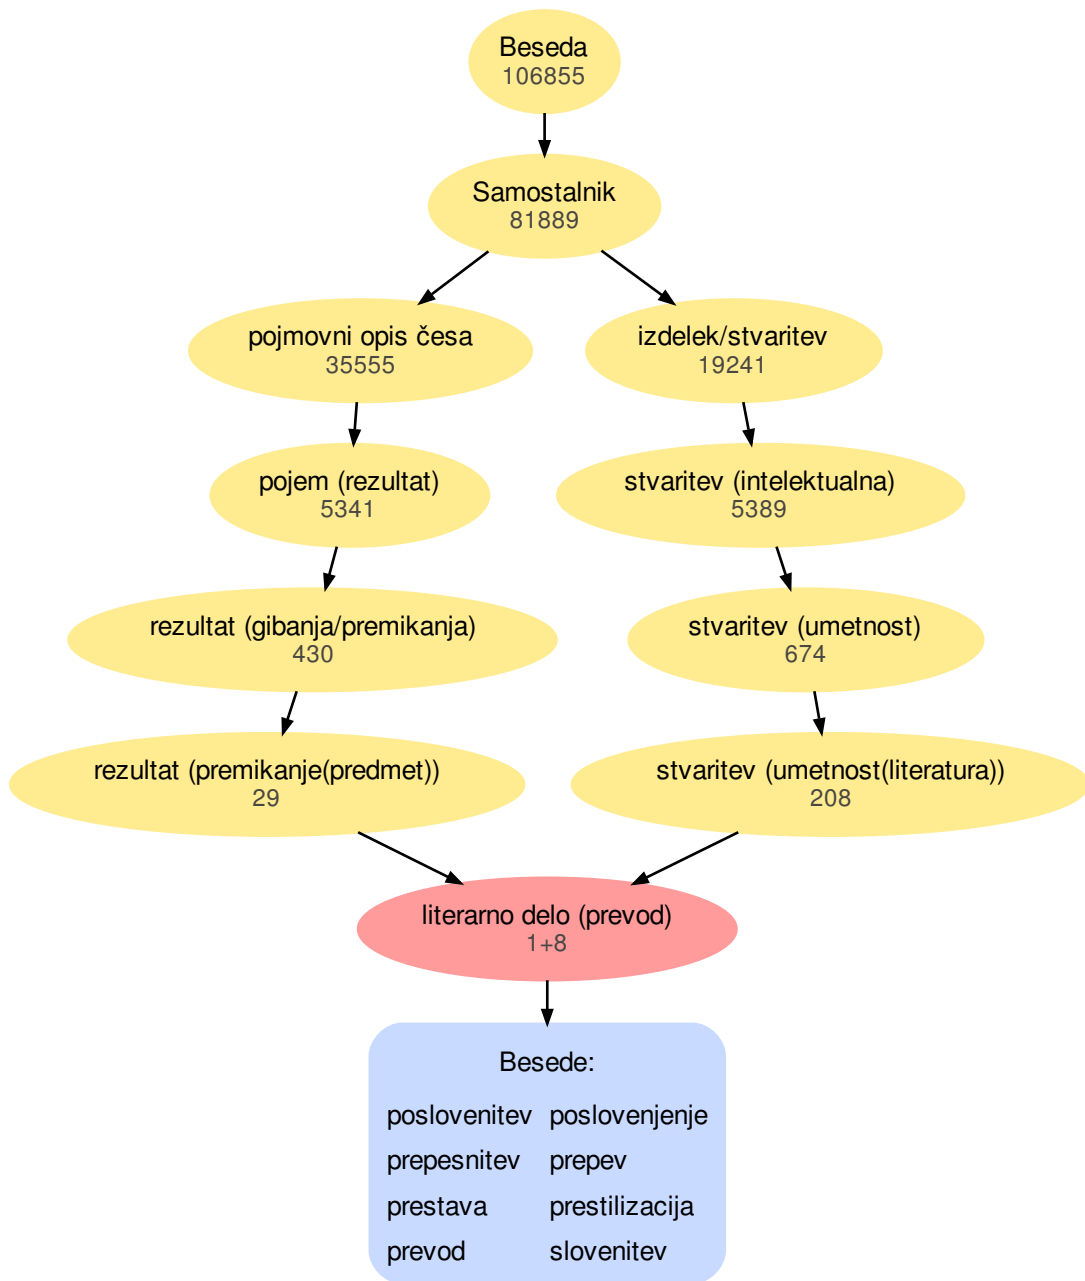 Beseda
106855
Samostalnik
81889
pojmovni opis česa
35555
izdelek/stvaritev
19241
pojem (rezultat)
5341
stvaritev (intelektualna)
5389
rezultat (gibanja/premikanja)
430
stvaritev (umetnost)
674
rezultat (premikanje(predmet))
29
stvaritev (umetnost(literatura))
208
literarno delo (prevod)
1+8
Besede:
poslovenitev poslovenjenje
prepesnitev prepev
prestava prestilizacija
prevod slovenitev